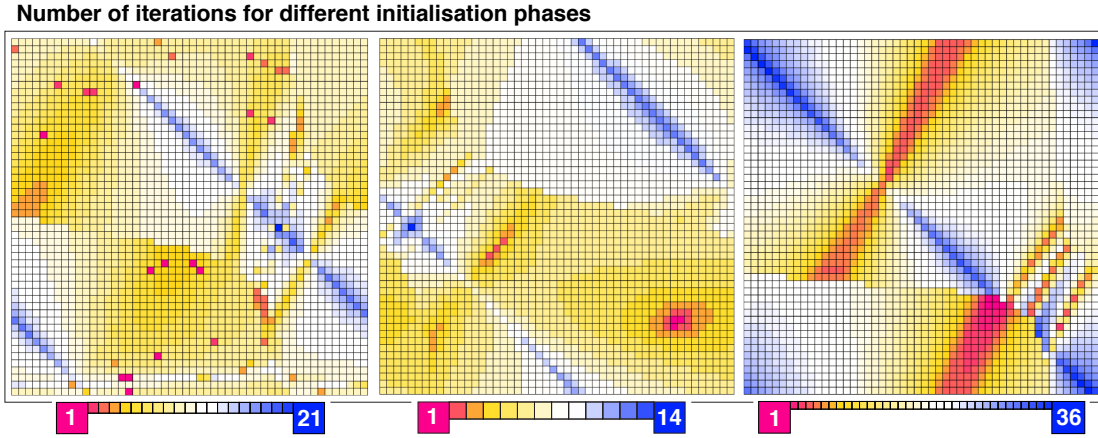 Number of iterations for different initialisation phases
1 21 1 14 1 36